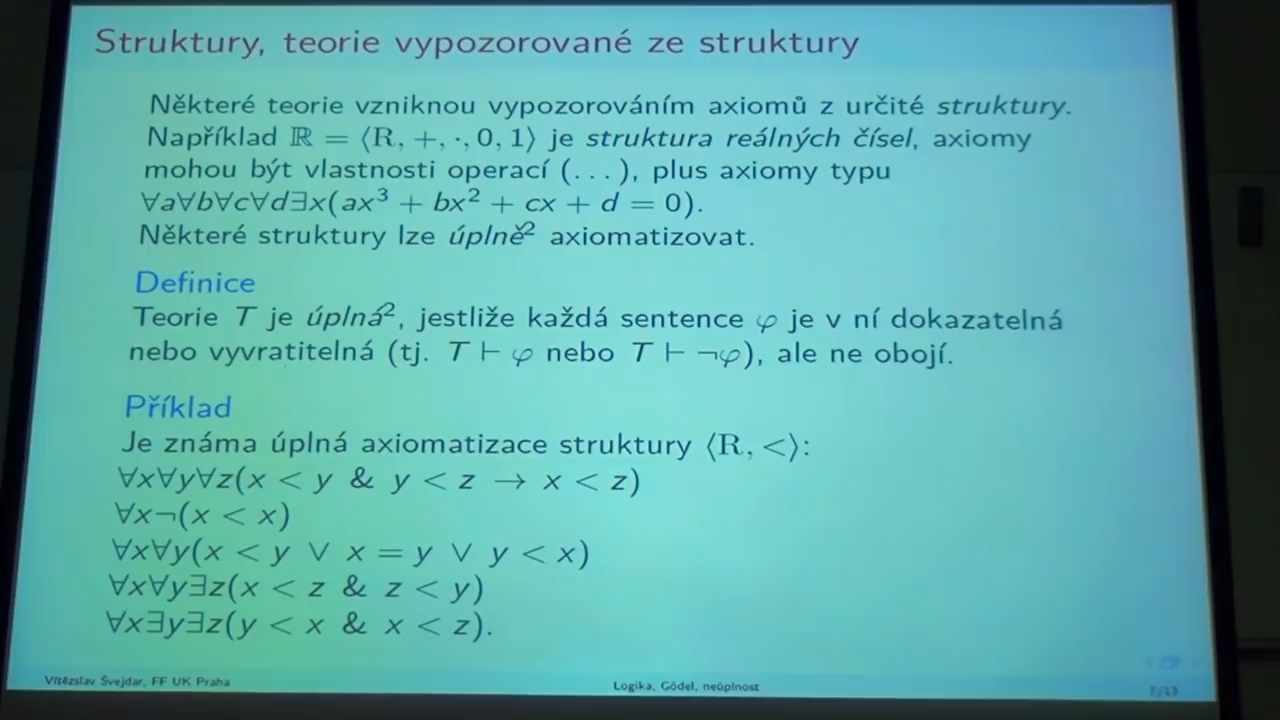 Struktury, teorie vypozorované ze struktury
Některé teorie vzniknou vypozorováním axiomů z určité struktury.
Například ℝ = ⟨R, +, ·, 0, 1⟩ je struktura reálných čísel, axiomy
mohou být vlastnosti operací (...), plus axiomy typu
∀a∀b∀c∀d∃x(ax³ + bx² + cx + d = 0).
Některé struktury lze úplně² axiomatizovat.
Definice
Teorie T je úplná², jestliže každá sentence φ je v ní dokazatelná
nebo vyvratitelná (tj. T ⊢ φ nebo T ⊢ ¬φ), ale ne obojí.
Příklad
Je známa úplná axiomatizace struktury ⟨R, <⟩:
∀x∀y∀z(x < y & y < z → x < z)
∀x¬(x < x)
∀x∀y(x < y ∨ x = y ∨ y < x)
∀x∀y∃z(x < z & z < y)
∀x∃y∃z(y < x & x < z).
Vítězslav Švejdar, FF UK Praha
Logika, Gödel, neúplnost
7/13